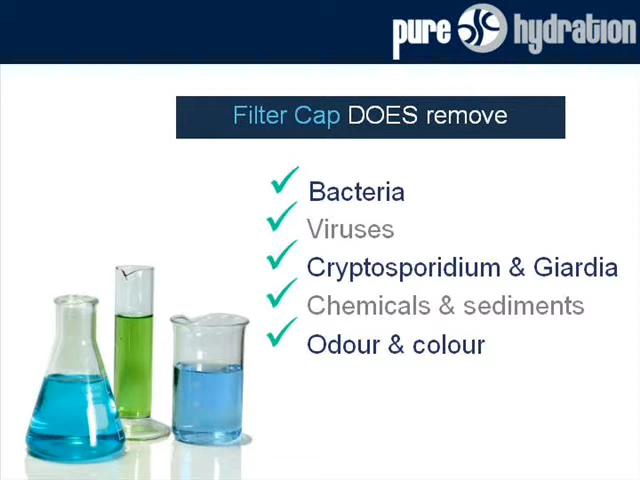 pure hydration
Filter Cap DOES remove
Bacteria
Viruses
Cryptosporidium & Giardia
Chemicals & sediments
Odour & colour